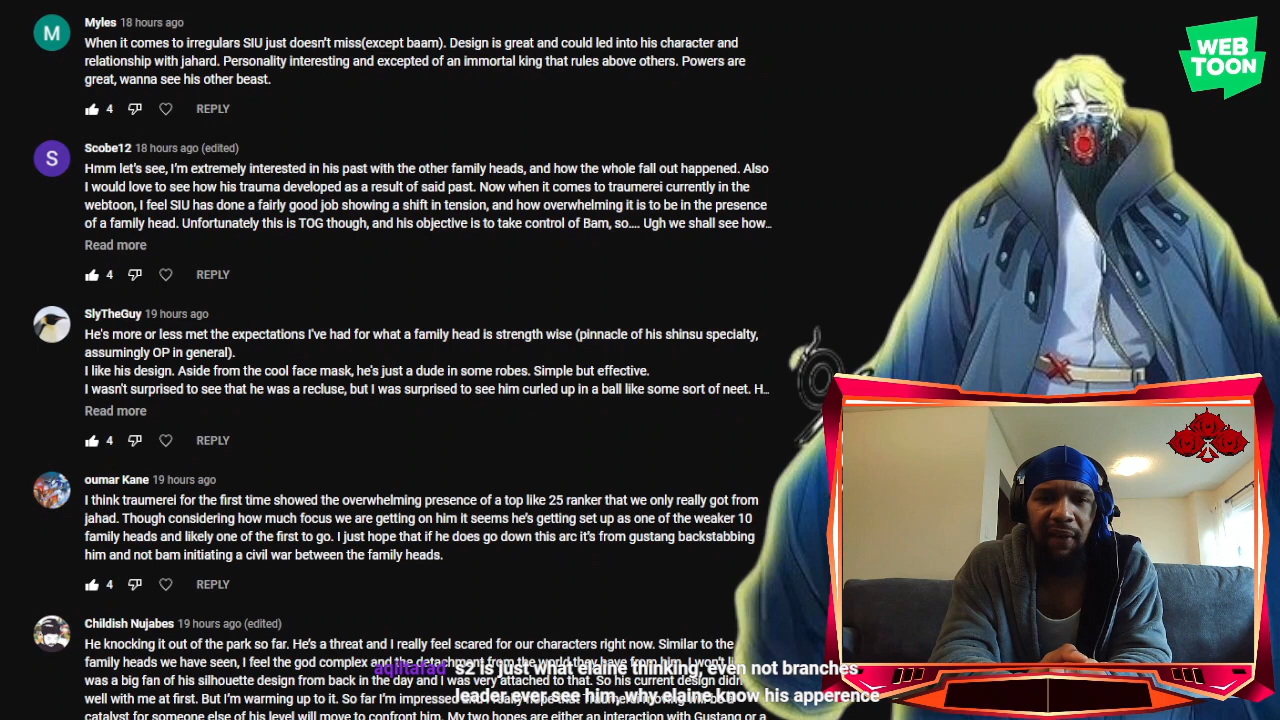 Myles 18 hours ago
When it comes to irregulars SIU just doesn't miss(except baam). Design is great and could led into his character and
relationship with jahard. Personality interesting and excepted of an immortal king that rules above others. Powers are
great, wanna see his other beast.
4 REPLY
Scobe12 18 hours ago (edited)
Hmm let's see, I'm extremely interested in his past with the other family heads, and how the whole fall out happened. Also
I would love to see how his trauma developed as a result of said past. Now when it comes to traumerei currently in the
webtoon, I feel SIU has done a fairly good job showing a shift in tension, and how overwhelming it is to be in the presence
of a family head. Unfortunately this is TOG though, and his objective is to take control of Bam, so.... Ugh we shall see how...
Read more
4 REPLY
SlyTheGuy 19 hours ago
He's more or less met the expectations I've had for what a family head is strength wise (pinnacle of his shinsu specialty,
assumingly OP in general).
I like his design. Aside from the cool face mask, he's just a dude in some robes. Simple but effective.
I wasn't surprised to see that he was a recluse, but I was surprised to see him curled up in a ball like some sort of neet. H...
Read more
4 REPLY
oumar Kane 19 hours ago
I think traumerei for the first time showed the overwhelming presence of a top like 25 ranker that we only really got from
jahad. Though considering how much focus we are getting on him it seems he's getting set up as one of the weaker 10
family heads and likely one of the first to go. I just hope that if he does go down this arc it's from gustang backstabbing
him and not bam initiating a civil war between the family heads.
4 REPLY
Childish Nujabes 19 hours ago (edited)
He knocking it out of the park so far. He's a threat and I really feel scared for our characters right now. Similar to the
family heads we have seen, I feel the god complex and the detachment from the world they have from him. I won't
was a big fan of his silhouette design from back in the day and I was very attached to that. So his current design
well with me at first. But I'm warming up to it. So far I'm impressed
catalyst for someone else of his level will move to confront him. My two hopes are either an interaction with Gustang or a
s2 is just what elaine thinking, even not branches
leader ever see him, why elaine know his apperence
WEB
TOON